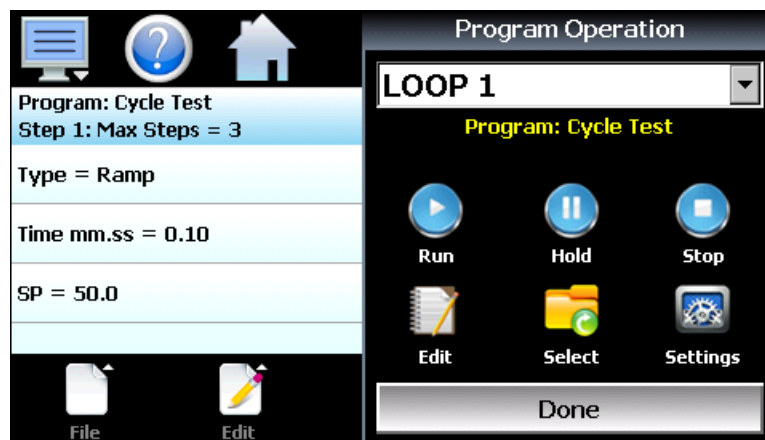 ?
Program: Cycle Test
Step 1: Max Steps = 3
Type = Ramp
Time mm.ss = 0.10
SP = 50.0
File
Edit
Program Operation
LOOP 1
Program: Cycle Test
Run
Hold
Stop
Edit
Select
Settings
Done